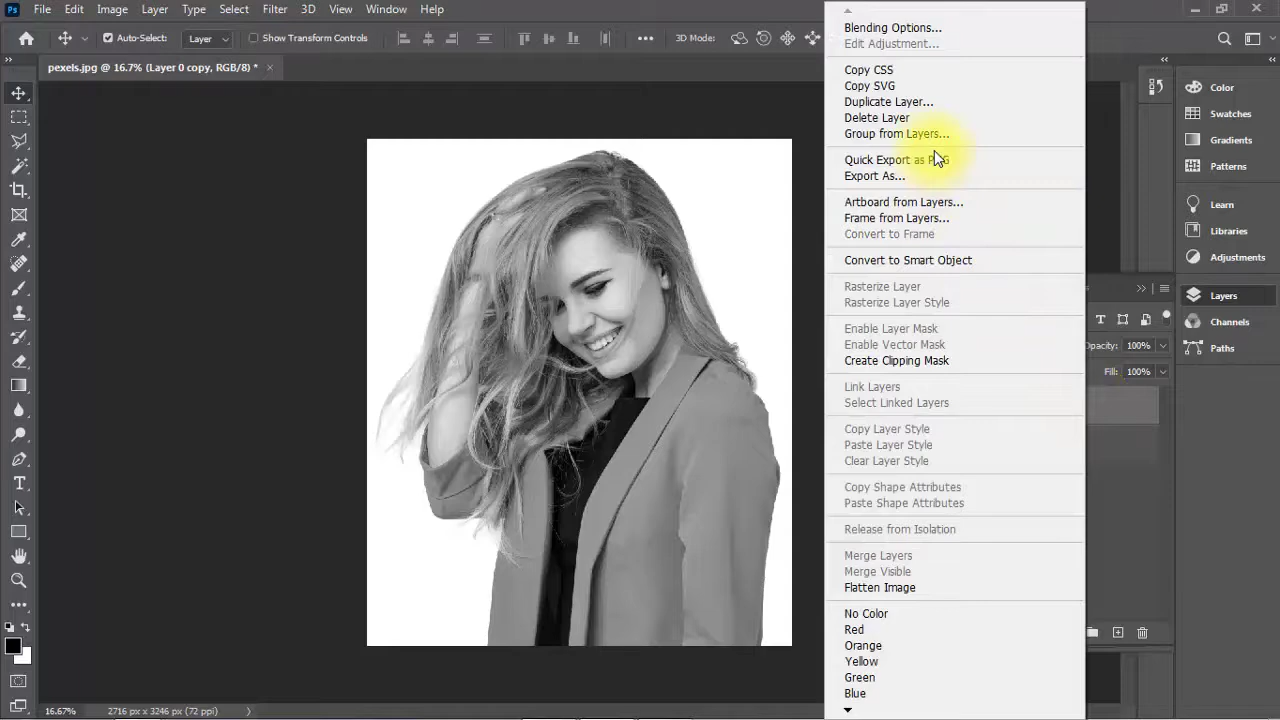 Ps File Edit Image Layer Type Select Filter 3D View Window Help
Auto-Select: Layer Show Transform Controls 3D Mode:
pexels.jpg @ 16.7% (Layer 0 copy, RGB/8) *
Blending Options...
Edit Adjustment...
Copy CSS
Copy SVG
Duplicate Layer...
Delete Layer
Group from Layers...
Quick Export as PNG
Export As...
Artboard from Layers...
Frame from Layers...
Convert to Frame
Convert to Smart Object
Rasterize Layer
Rasterize Layer Style
Enable Layer Mask
Enable Vector Mask
Create Clipping Mask
Link Layers
Select Linked Layers
Copy Layer Style
Paste Layer Style
Clear Layer Style
Copy Shape Attributes
Paste Shape Attributes
Release from Isolation
Merge Layers
Merge Visible
Flatten Image
No Color
Red
Orange
Yellow
Green
Blue
Opacity: 100%
Fill: 100%
Color
Swatches
Gradients
Patterns
Learn
Libraries
Adjustments
Layers
Channels
Paths
16.67% 2716 px x 3246 px (72 ppi)